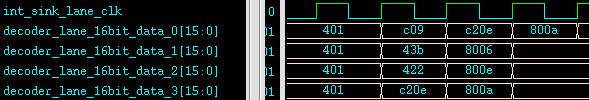 int_sink_lane_clk 0
decoder_lane_16bit_data_0[15:0] 01 401 c09 c20e 800a
decoder_lane_16bit_data_1[15:0] 01 401 43b 8006
decoder_lane_16bit_data_2[15:0] 01 401 422 800e
decoder_lane_16bit_data_3[15:0] 01 401 c20e 800a